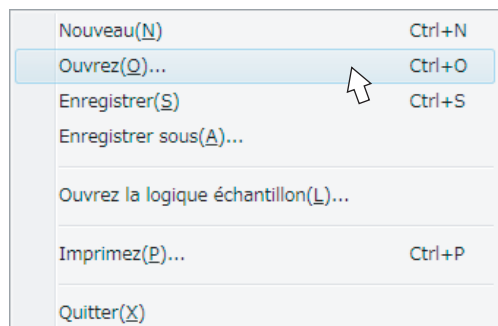 Nouveau(N) Ctrl+N
Ouvrez(O)... Ctrl+O
Enregistrer(S) Ctrl+S
Enregistrer sous(A)...
Ouvrez la logique échantillon(L)...
Imprimez(P)... Ctrl+P
Quitter(X)